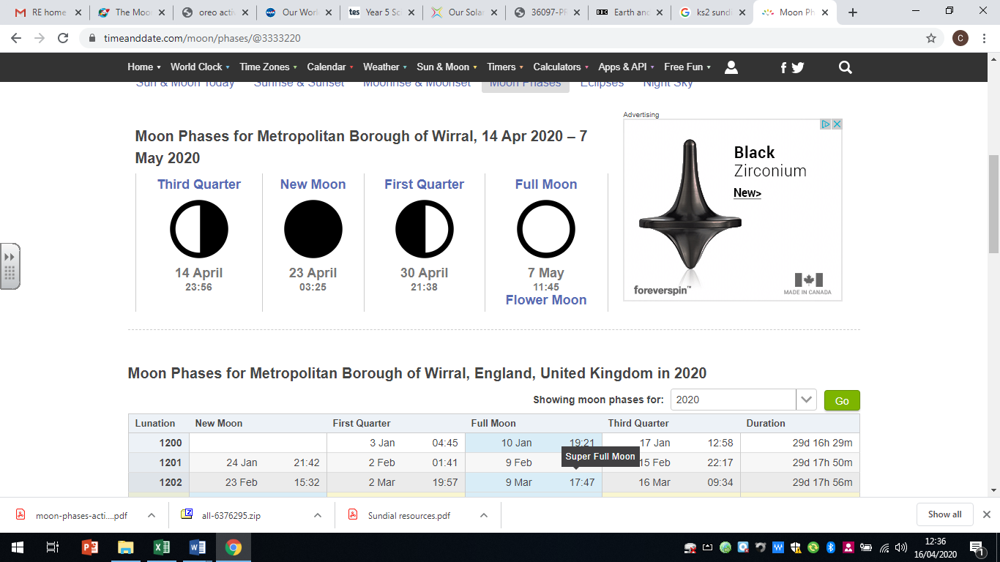 RE home
The Moo
oreo acti
Our Worl
tes Year 5 Sci
Our Sola
36097-PF
BBC Earth and
ks2 sundi
Moon Ph
timeanddate.com/moon/phases/@3333220
C
Home World Clock Time Zones Calendar Weather Sun & Moon Timers Calculators Apps & API Free Fun
Sun & Moon Today Sunrise & Sunset Moonrise & Moonset Moon Phases Eclipses Night Sky
Advertising
Moon Phases for Metropolitan Borough of Wirral, 14 Apr 2020 – 7
May 2020
Third Quarter New Moon First Quarter Full Moon
14 April 23 April 30 April 7 May
23:56 03:25 21:38 11:45
Flower Moon
Black
Zirconium
New>
foreverspin™
MADE IN CANADA
Moon Phases for Metropolitan Borough of Wirral, England, United Kingdom in 2020
Showing moon phases for: 2020 Go
Lunation New Moon First Quarter Full Moon Third Quarter Duration
1200 3 Jan 04:45 10 Jan 19:21 17 Jan 12:58 29d 16h 29m
Super Full Moon
1201 24 Jan 21:42 2 Feb 01:41 9 Feb 15 Feb 22:17 29d 17h 50m
1202 23 Feb 15:32 2 Mar 19:57 9 Mar 17:47 16 Mar 09:34 29d 17h 56m
moon-phases-acti....pdf all-6376295.zip Sundial resources.pdf Show all
12:36
16/04/2020
1